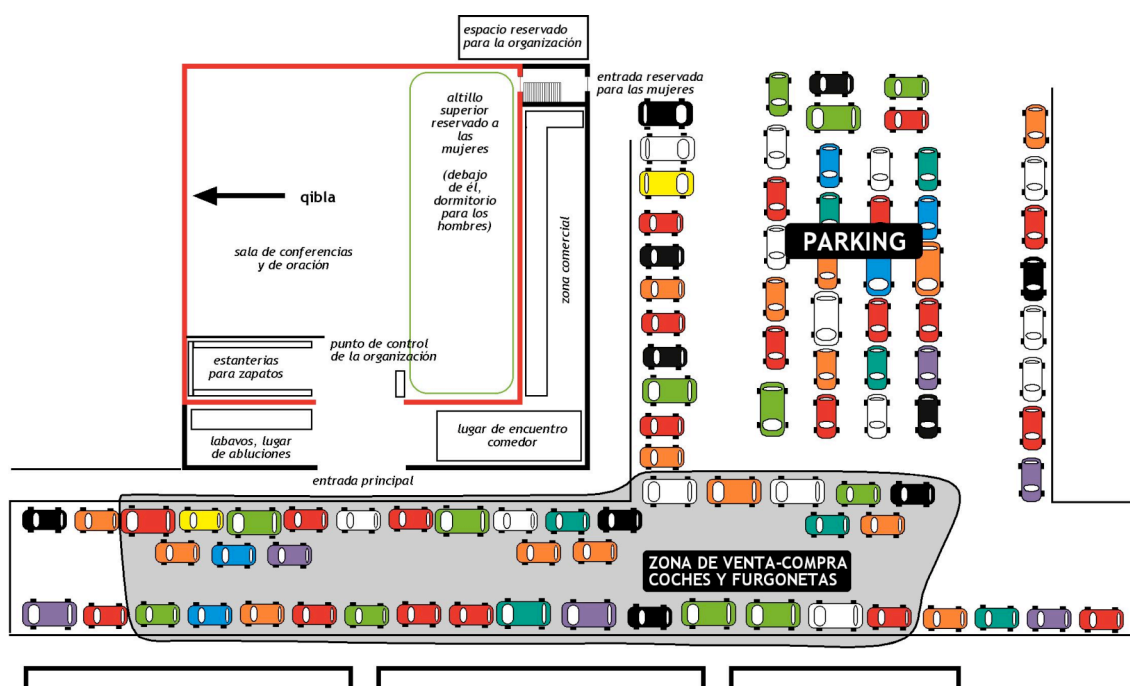 espacio reservado
para la organización
entrada reservada
para las mujeres
altillo
superior
reservado a
las
mujeres
(debajo
de él,
dormitorio
para los
hombres)
qibla
sala de conferencias
y de oración
zona comercial
PARKING
punto de control
de la organización
estanterias
para zapatos
labavos, lugar
de abluciones
lugar de encuentro
comedor
entrada principal
ZONA DE VENTA-COMPRA
COCHES Y FURGONETAS